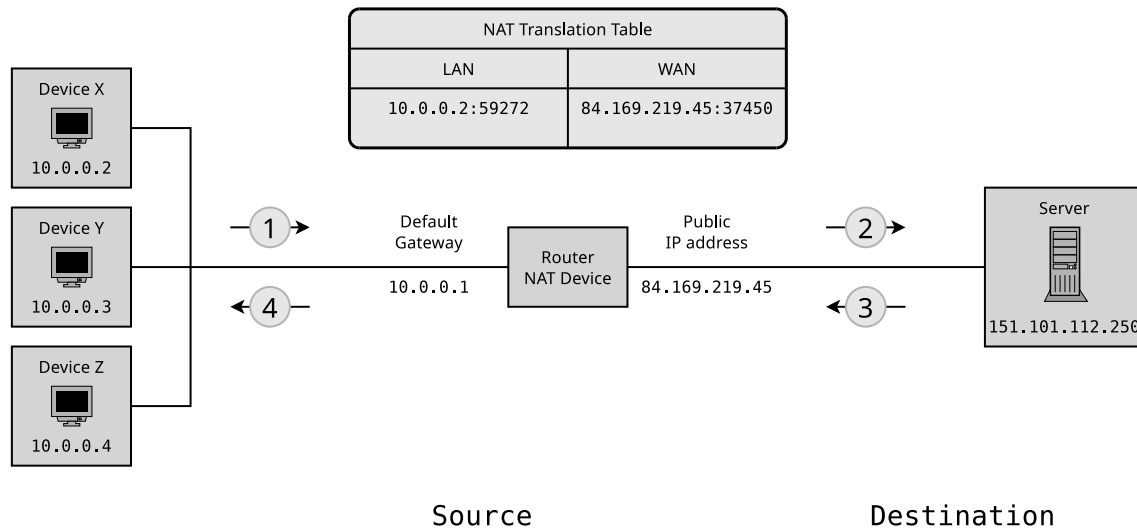 NAT Translation Table
LAN
WAN
10.0.0.2:59272
84.169.219.45:37450
Device X
10.0.0.2
Device Y
10.0.0.3
Device Z
10.0.0.4
1
4
Default
Gateway
10.0.0.1
Router
NAT Device
Public
IP address
84.169.219.45
2
3
Server
151.101.112.250
Source
Destination